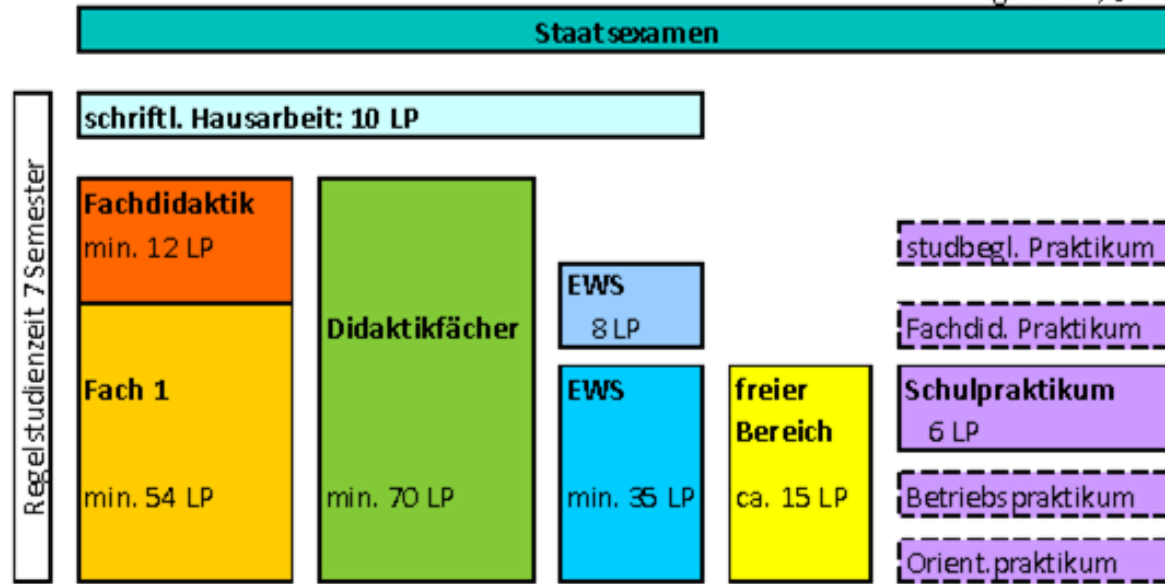 Staatsexamen
schriftl. Hausarbeit: 10 LP
Regelstudienzeit 7 Semester
Fachdidaktik
min. 12 LP
Fach 1
min. 54 LP
Didaktikfächer
min. 70 LP
EWS
8 LP
EWS
min. 35 LP
freier
Bereich
ca. 15 LP
studbegl. Praktikum
Fachdid. Praktikum
Schulpraktikum
6 LP
Betriebspraktikum
Orient.praktikum